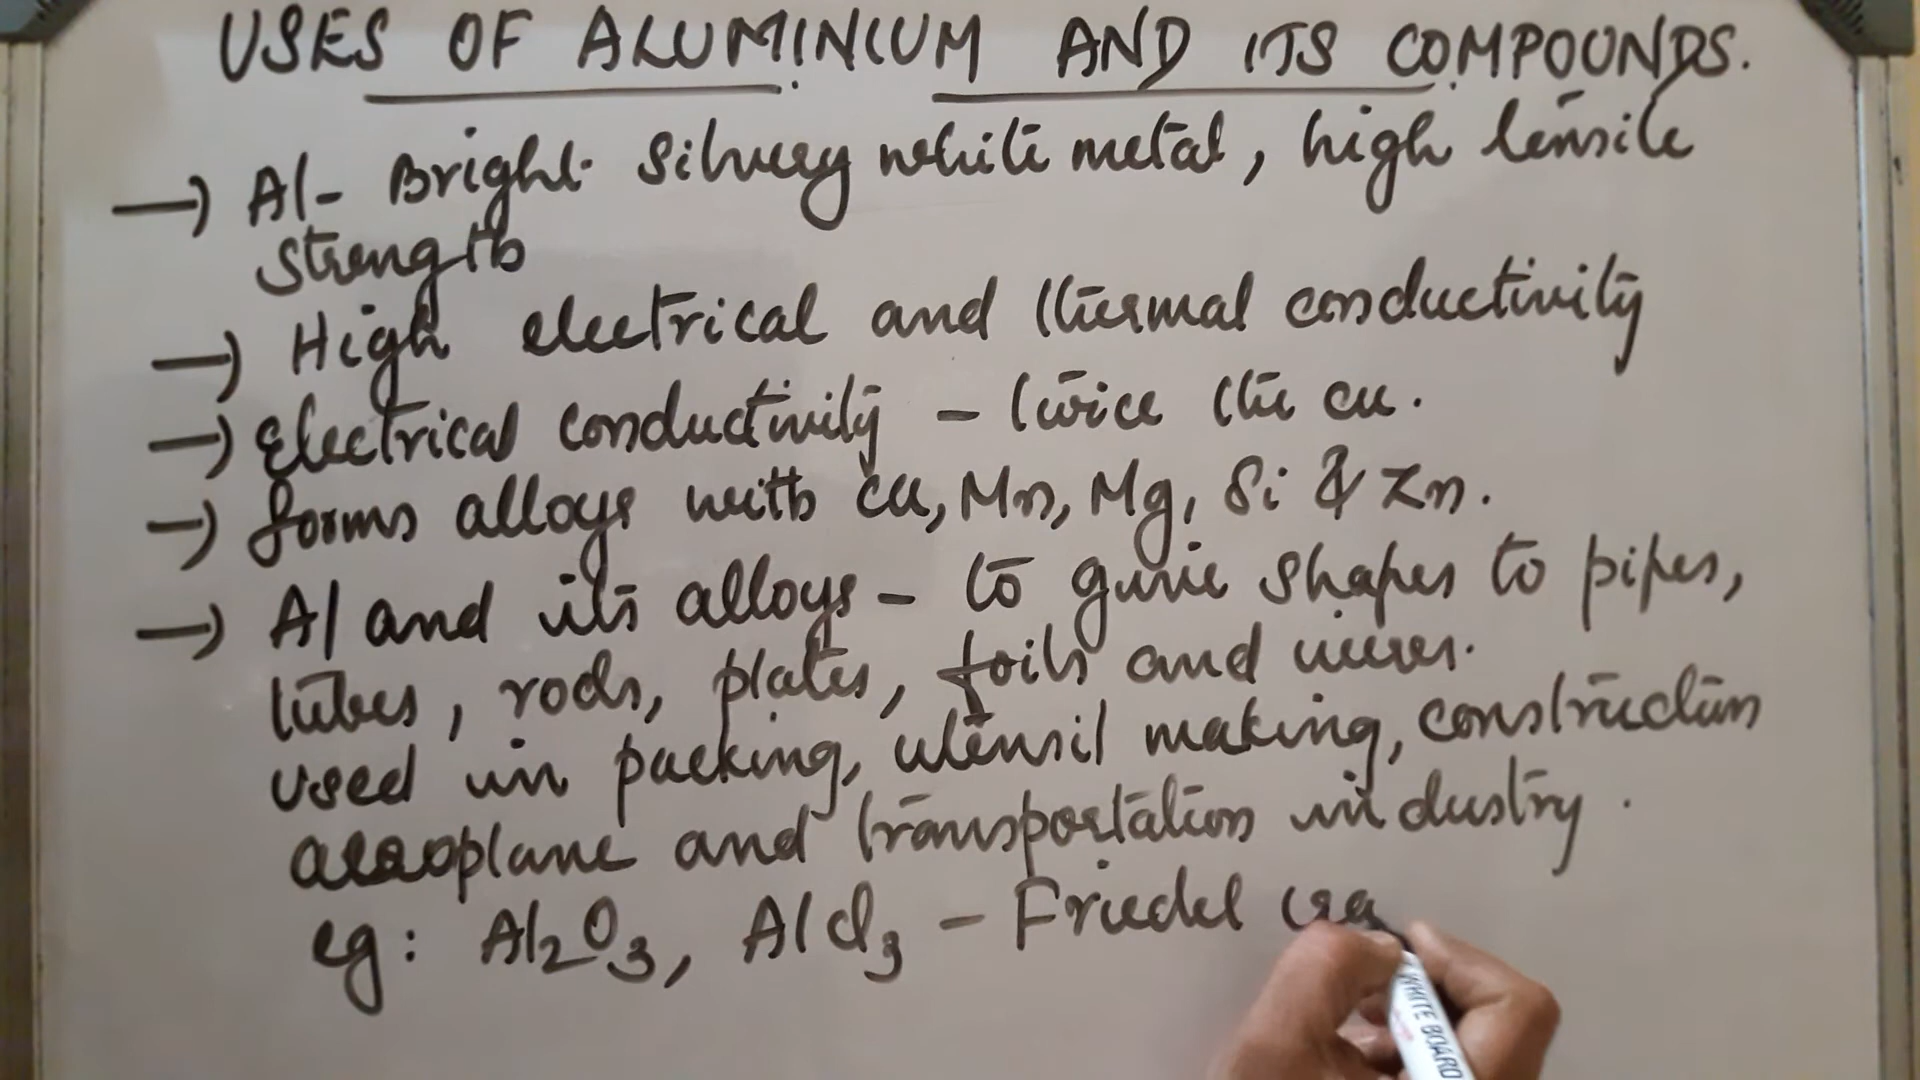 USES OF ALUMINIUM AND ITS COMPOUNDS.
→ Al - Bright silvery white metal, high tensile
strength
→ High electrical and thermal conductivity
→ Electrical conductivity - twice the cu.
→ forms alloys with cu, Mn, Mg, Si & Zn.
→ Al and its alloys - to give shapes to pipes,
tubes, rods, plates, foils and wires.
used in packing, utensil making, construction
aeroplane and transportation industry.
eg: Al₂O₃, AlCl₃ - Friedel cra
WHITE BOARD